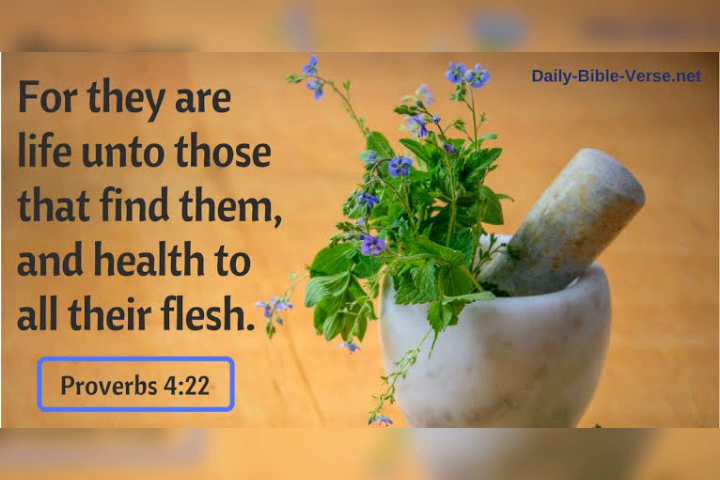 For they are
life unto those
that find them,
and health to
all their flesh.
Proverbs 4:22
Daily-Bible-Verse.net